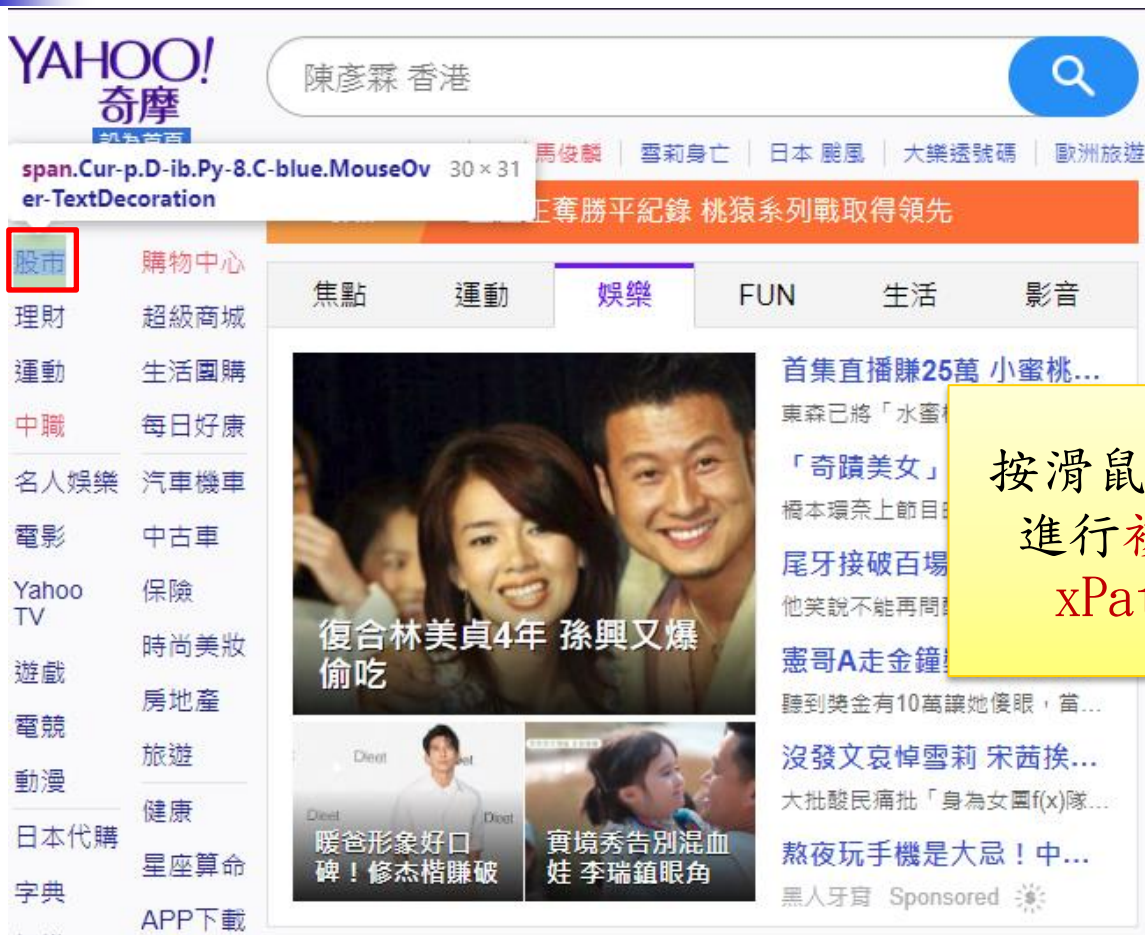 YAHOO!
奇摩
陳彥霖 香港
設為首頁
馬俊麟 雪莉身亡 日本 颱風 大樂透號碼 歐洲旅遊
span.Cur-p.D-ib.Py-8.C-blue.MouseOv 30 × 31
er-TextDecoration
奪勝平紀錄 桃猿系列戰取得領先
股市 購物中心
理財 超級商城
運動 生活團購
中職 每日好康
名人娛樂 汽車機車
電影 中古車
Yahoo
TV
保險
時尚美妝
遊戲
房地產
電競
旅遊
動漫
健康
日本代購
星座算命
字典
APP下載
焦點 運動 娛樂 FUN 生活 影音
復合林美貞4年 孫興又爆
偷吃
Dleet
Dleet
Dleet
暖爸形象好口
碑！修杰楷賺破
實境秀告別混血
娃 李瑞鎮眼角
首集直播賺25萬 小蜜桃...
東森已將「水蜜
「奇蹟美女」
橋本環奈上節目
尾牙接破百場
他笑說不能再問
憲哥A走金鐘
聽到獎金有10萬讓她傻眼，當...
沒發文哀悼雪莉 宋茜挨...
大批酸民痛批「身為女團f(x)隊...
熬夜玩手機是大忌！中...
黑人牙膏 Sponsored
按滑鼠
進行
xPa